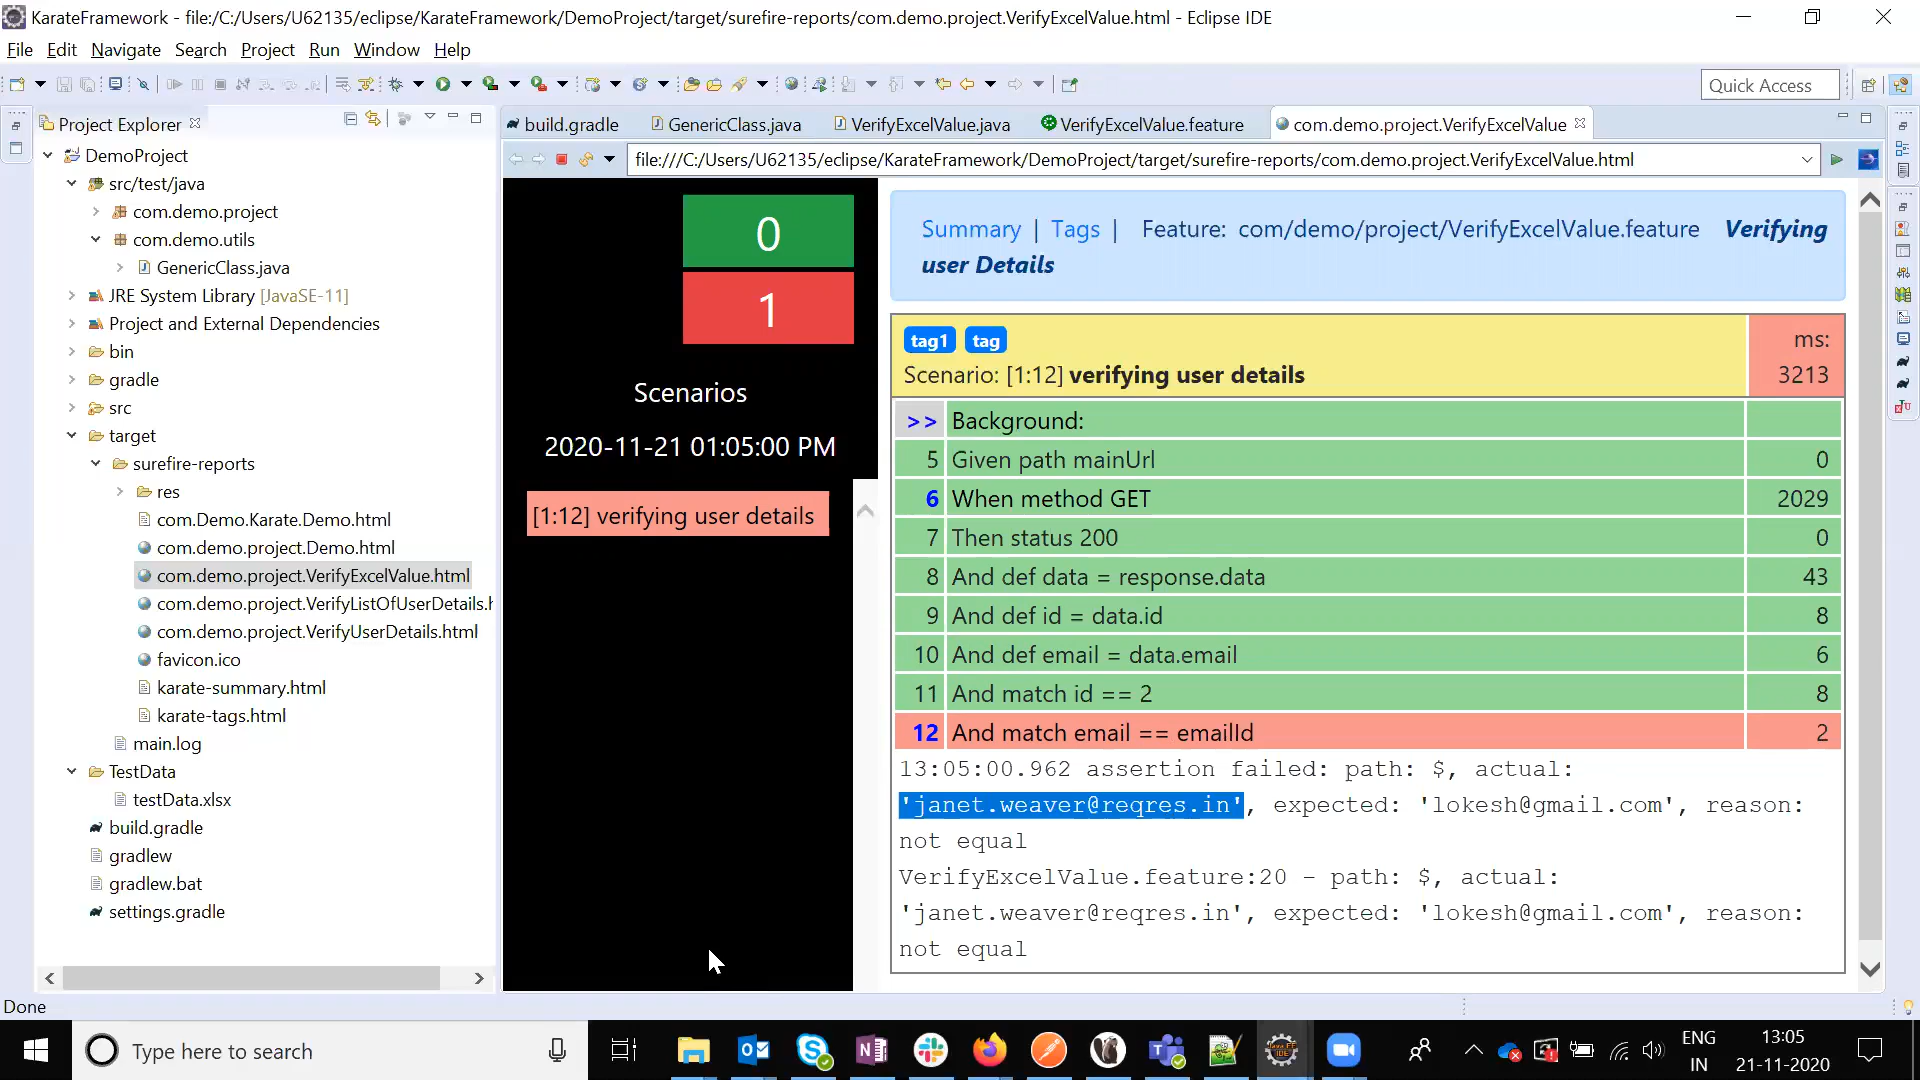 KarateFramework - file:/C:/Users/U62135/eclipse/KarateFramework/DemoProject/target/surefire-reports/com.demo.project.VerifyExcelValue.html - Eclipse IDE
File Edit Navigate Search Project Run Window Help
Quick Access
Project Explorer
build.gradle
GenericClass.java
VerifyExcelValue.java
VerifyExcelValue.feature
com.demo.project.VerifyExcelValue
file:///C:/Users/U62135/eclipse/KarateFramework/DemoProject/target/surefire-reports/com.demo.project.VerifyExcelValue.html
DemoProject
src/test/java
com.demo.project
com.demo.utils
GenericClass.java
JRE System Library [JavaSE-11]
Project and External Dependencies
bin
gradle
src
target
surefire-reports
res
com.Demo.Karate.Demo.html
com.demo.project.Demo.html
com.demo.project.VerifyExcelValue.html
com.demo.project.VerifyListOfUserDetails.h
com.demo.project.VerifyUserDetails.html
favicon.ico
karate-summary.html
karate-tags.html
main.log
TestData
testData.xlsx
build.gradle
gradlew
gradlew.bat
settings.gradle
0
1
Scenarios
2020-11-21 01:05:00 PM
[1:12] verifying user details
Summary | Tags | Feature: com/demo/project/VerifyExcelValue.feature Verifying
user Details
tag1 tag
Scenario: [1:12] verifying user details
ms:
3213
>> Background:
5 Given path mainUrl 0
6 When method GET 2029
7 Then status 200 0
8 And def data = response.data 43
9 And def id = data.id 8
10 And def email = data.email 6
11 And match id == 2 8
12 And match email == emailId 2
13:05:00.962 assertion failed: path: $, actual:
'janet.weaver@reqres.in', expected: 'lokesh@gmail.com', reason:
not equal
VerifyExcelValue.feature:20 - path: $, actual:
'janet.weaver@reqres.in', expected: 'lokesh@gmail.com', reason:
not equal
Done
Type here to search
ENG
IN
13:05
21-11-2020